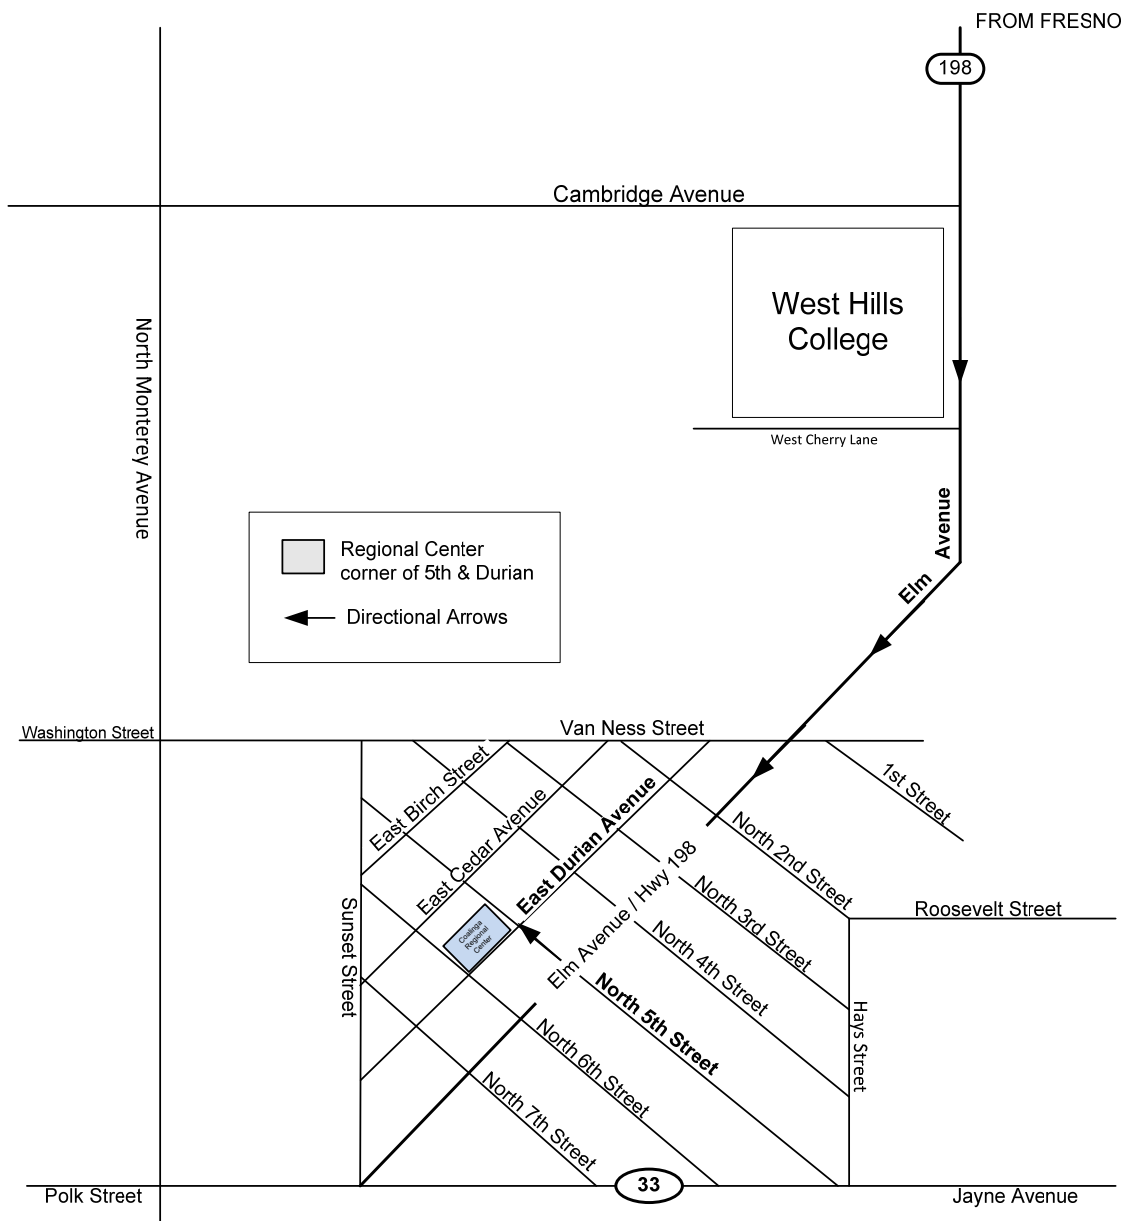 FROM FRESNO
198
Cambridge Avenue
West Hills
College
North Monterey Avenue
West Cherry Lane
Elm Avenue
Regional Center
corner of 5th & Durian
Directional Arrows
Washington Street
Van Ness Street
East Birch Street
1st Street
East Cedar Avenue
East Durian Avenue
North 2nd Street
Elm Avenue / Hwy 198
North 3rd Street
Roosevelt Street
Sunset Street
Coalinga
Regional
Center
North 4th Street
North 5th Street
Hays Street
North 6th Street
North 7th Street
33
Polk Street
Jayne Avenue